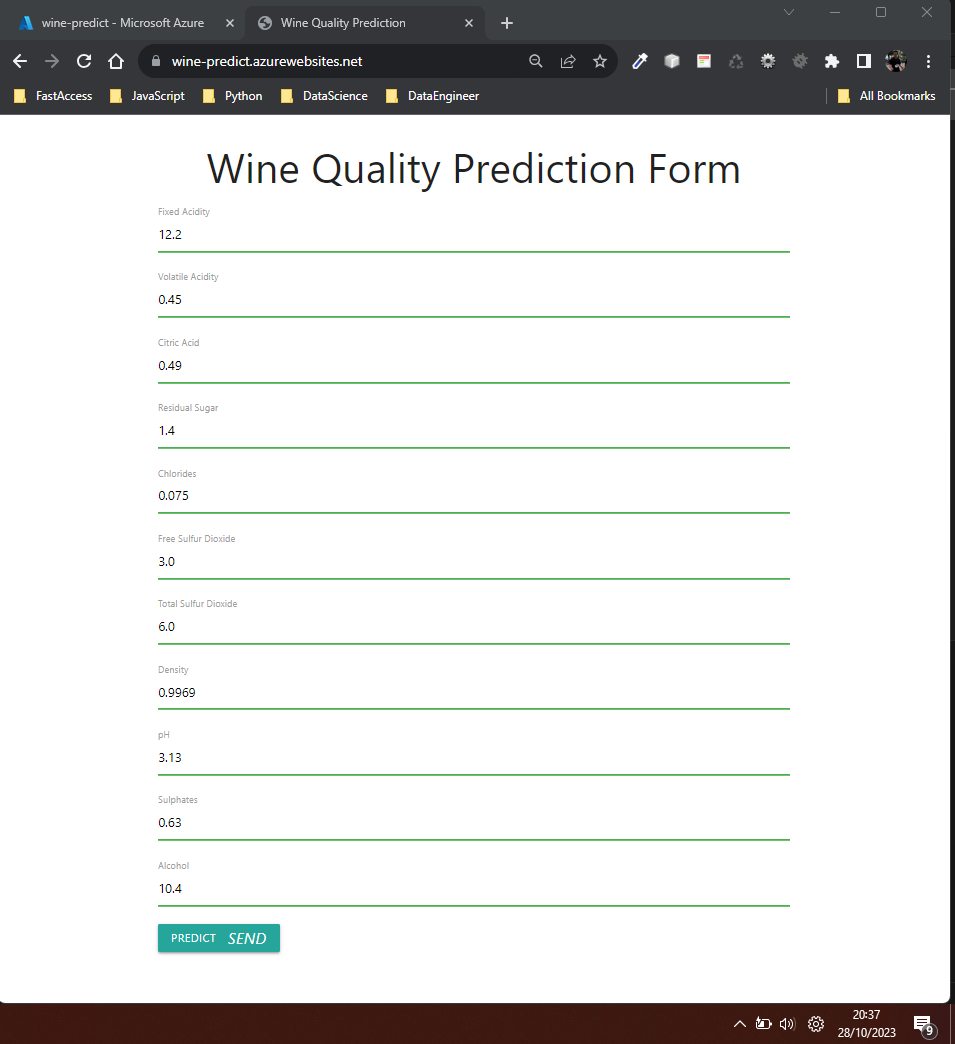 wine-predict - Microsoft Azure
Wine Quality Prediction
wine-predict.azurewebsites.net
FastAccess JavaScript Python DataScience DataEngineer All Bookmarks
Wine Quality Prediction Form
Fixed Acidity
12.2
Volatile Acidity
0.45
Citric Acid
0.49
Residual Sugar
1.4
Chlorides
0.075
Free Sulfur Dioxide
3.0
Total Sulfur Dioxide
6.0
Density
0.9969
pH
3.13
Sulphates
0.63
Alcohol
10.4
PREDICT SEND
20:37
28/10/2023
9